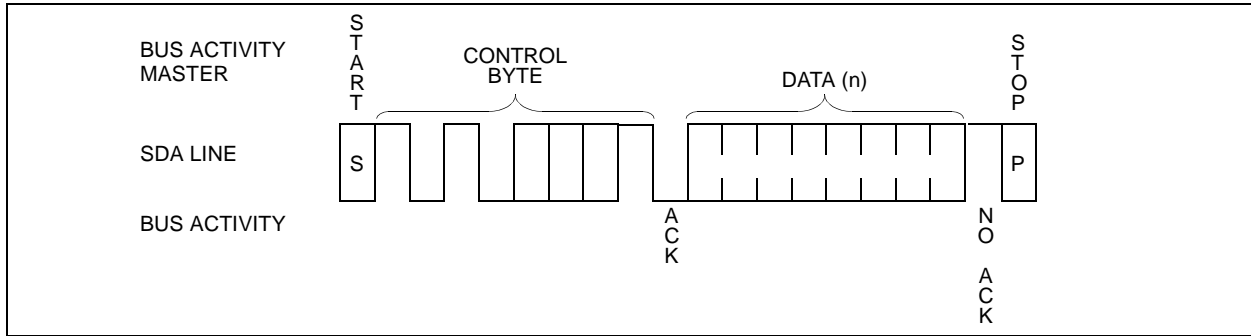 BUS ACTIVITY
MASTER
START
CONTROL
BYTE
DATA (n)
STOP
SDA LINE
S
P
BUS ACTIVITY
ACK
NO ACK